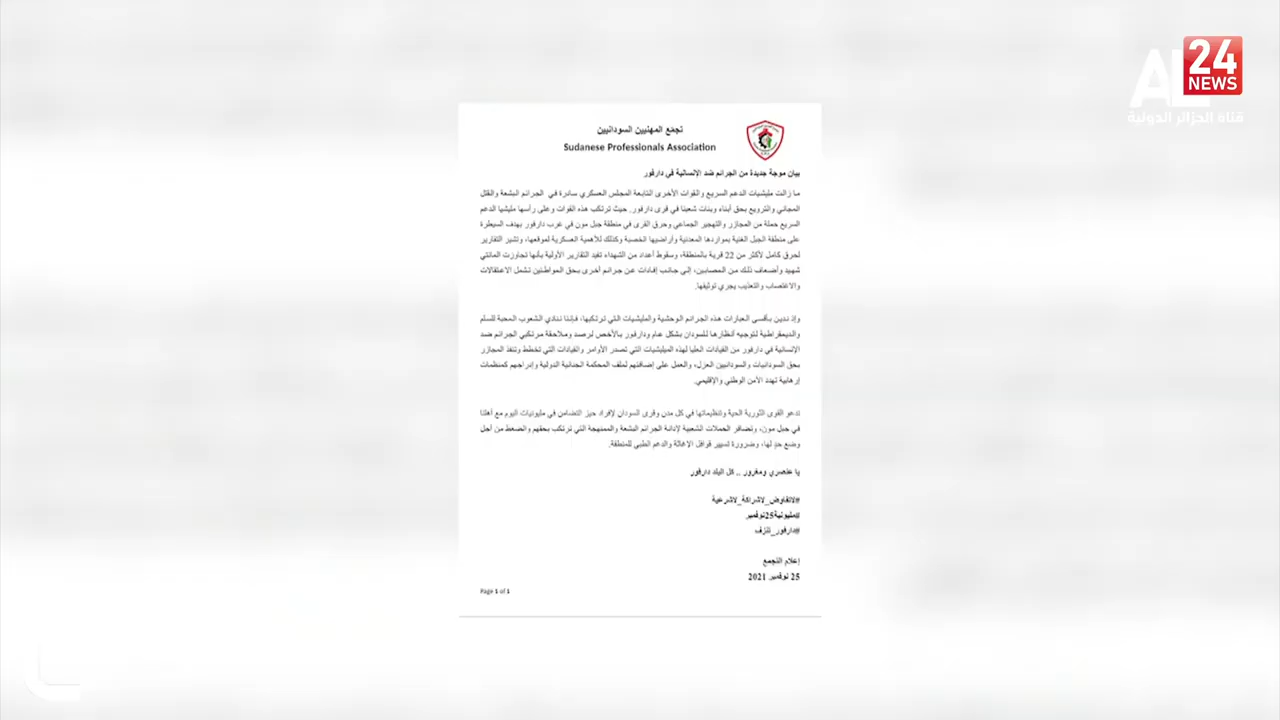 AL
24
NEWS
قناة الجزائر الدولية
تجمّع المهنيين السودانيين
Sudanese Professionals Association
بيان موجة جديدة من الجرائم ضد الإنسانية في دارفور
ما زالت مليشيات الدعم السريع والقوات الأخرى التابعة المجلس العسكري سادرة في الجرائم البشعة والقتل
المجاني والترويع بحق أبناء وبنات شعبنا في قرى دارفور. حيث ترتكب هذه القوات وعلى رأسها مليشيا الدعم
السريع حملة من المجازر والتهجير الجماعي وحرق القرى في منطقة جبل مون في غرب دارفور بهدف السيطرة
على منطقة الجبل الغنية بمواردها المعدنية وأراضيها الخصبة وكذلك للأهمية العسكرية لموقعها، وتشير التقارير
لحرق كامل لأكثر من 22 قرية بالمنطقة، وسقوط أعداد من الشهداء تفيد التقارير الأولية بأنها تجاوزت المائتي
شهيد وأضعاف ذلك من المصابين، إلى جانب إفادات عن جرائم أخرى بحق المواطنين تشمل الاعتقالات
والاغتصاب والتعذيب يجري توثيقها.
وإذ ندين بأقسى العبارات هذه الجرائم الوحشية والمليشيات التي ترتكبها، فإننا ننادي الشعوب المحبة للسلم
والديمقراطية لتوجيه أنظارها للسودان بشكل عام ودارفور بالأخص لرصد وملاحقة مرتكبي الجرائم ضد
الإنسانية في دارفور من القيادات العليا لهذه الميليشيات التي تصدر الأوامر والقيادات التي تخطط وتنفذ المجازر
بحق السودانيات والسودانيين العزل، والعمل على إضافتهم لملف المحكمة الجنائية الدولية وإدراجهم كمنظمات
إرهابية تهدد الأمن الوطني والإقليمي.
ندعو القوى الثورية الحية وتنظيماتها في كل مدن وقرى السودان لإفراد حيز التضامن في مليونيات اليوم مع أهلنا
في جبل مون، وتضافر الحملات الشعبية لإدانة الجرائم البشعة والممنهجة التي ترتكب بحقهم والضغط من أجل
وضع حد لها، وضرورة تسيير قوافل الإغاثة والدعم الطبي للمنطقة.
يا عنصري ومغرور .. كل البلد دارفور
#لاتفاوض_لاشراكة_لاشرعية
#مليونية25نوفمبر
#دارفور_تنزف
إعلام التجمع
25 نوفمبر 2021
Page 1 of 1